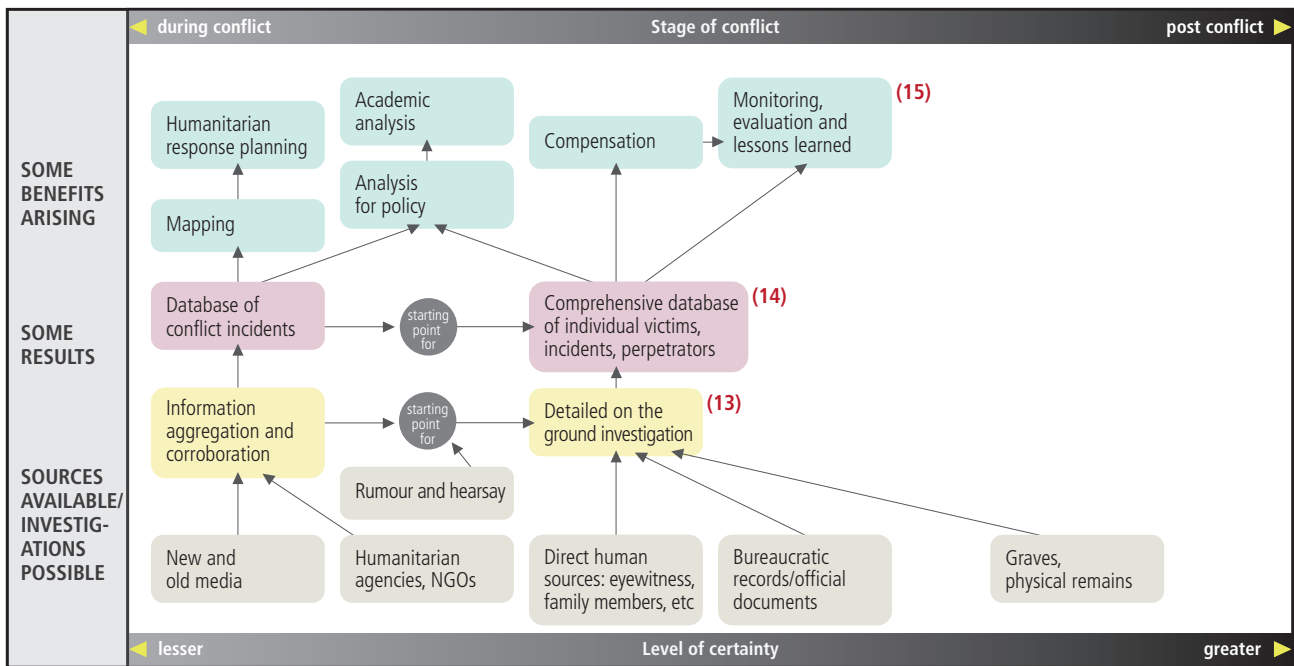 during conflict
Stage of conflict
post conflict
SOME
BENEFITS
ARISING
Humanitarian
response planning
Academic
analysis
Compensation
Monitoring,
evaluation and
lessons learned
(15)
Mapping
Analysis
for policy
SOME
RESULTS
Database of
conflict incidents
starting
point
for
Comprehensive database
of individual victims,
incidents, perpetrators
(14)
SOURCES
AVAILABLE/
INVESTIG-
ATIONS
POSSIBLE
Information
aggregation and
corroboration
starting
point
for
Detailed on the
ground investigation
(13)
Rumour and hearsay
New and
old media
Humanitarian
agencies, NGOs
Direct human
sources: eyewitness,
family members, etc
Bureaucratic
records/official
documents
Graves,
physical remains
lesser
Level of certainty
greater